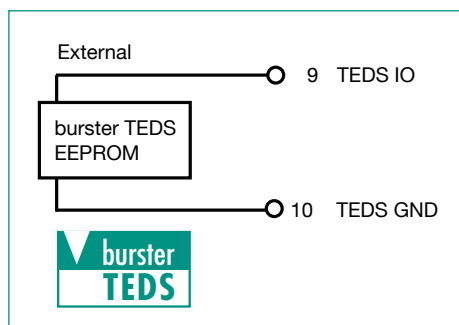 External
9 TEDS IO
burster TEDS
EEPROM
10 TEDS GND
burster
TEDS